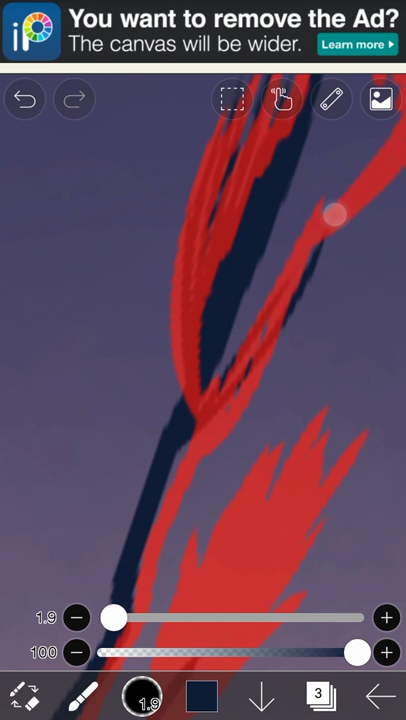 iP
You want to remove the Ad?
The canvas will be wider.
Learn more
1.9
100
1.9
3